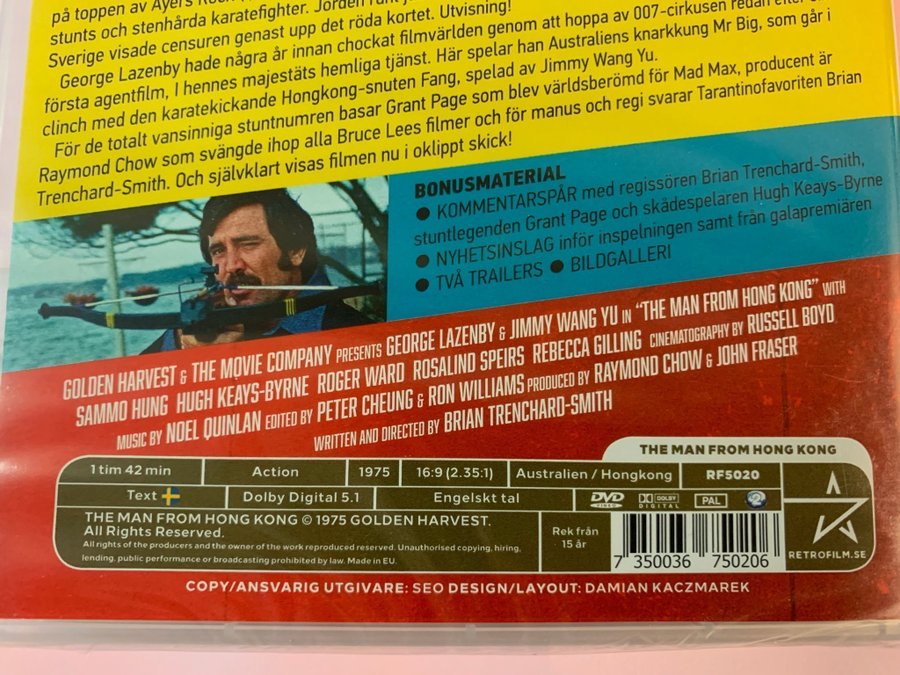 på toppen av Ayers Rock
stunts och stenhårda karatefighter. Jorden runt
Sverige visade censuren genast upp det röda kortet. Utvisning!
George Lazenby hade några år innan chockat filmvärlden genom att hoppa av 007-cirkusen redan efter
första agentfilm, I hennes majestäts hemliga tjänst. Här spelar han Australiens knarkkung Mr Big, som går i
clinch med den karatekickande Hongkong-snuten Fang, spelad av Jimmy Wang Yu.
För de totalt vansinniga stuntnumren basar Grant Page som blev världsberömd för Mad Max, producent är
Raymond Chow som svängde ihop alla Bruce Lees filmer och för manus och regi svarar Tarantinofavoriten Brian
Trenchard-Smith. Och självklart visas filmen nu i oklippt skick!
BONUSMATERIAL
● KOMMENTARSPÅR med regissören Brian Trenchard-Smith,
stuntlegenden Grant Page och skådespelaren Hugh Keays-Byrne
● NYHETSINSLAG inför inspelningen samt från galapremiären
● TVÅ TRAILERS ● BILDGALLERI
GOLDEN HARVEST & THE MOVIE COMPANY PRESENTS GEORGE LAZENBY & JIMMY WANG YU IN "THE MAN FROM HONG KONG" WITH
SAMMO HUNG HUGH KEAYS-BYRNE ROGER WARD ROSALIND SPEIRS REBECCA GILLING CINEMATOGRAPHY BY RUSSELL BOYD
MUSIC BY NOEL QUINLAN EDITED BY PETER CHEUNG & RON WILLIAMS PRODUCED BY RAYMOND CHOW & JOHN FRASER
WRITTEN AND DIRECTED BY BRIAN TRENCHARD-SMITH
THE MAN FROM HONG KONG
1 tim 42 min Action 1975 16:9 (2.35:1) Australien / Hongkong RF5020
Text Dolby Digital 5.1 Engelskt tal DVD VIDEO DOLBY DIGITAL PAL 2
THE MAN FROM HONG KONG © 1975 GOLDEN HARVEST.
All Rights Reserved.
All rights of the producers and the owner of the work reproduced reserved. Unauthorised copying, hiring,
lending, public performance or broadcasting prohibited by law. Made in EU.
Rek från
15 år
7 350036 750206
RETROFILM.SE
COPY/ANSVARIG UTGIVARE: SEO DESIGN/LAYOUT: DAMIAN KACZMAREK